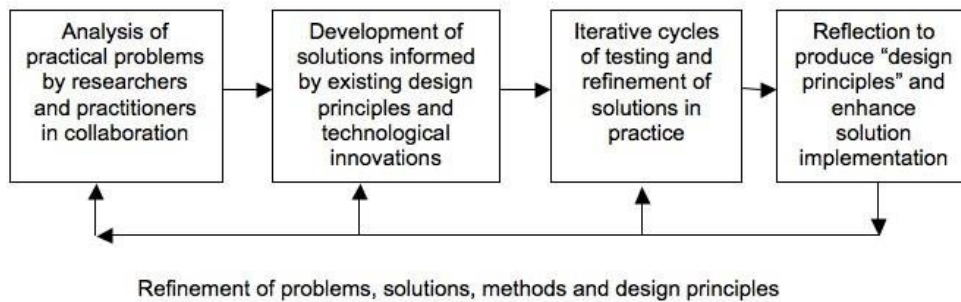 Analysis of
practical problems
by researchers
and practitioners
in collaboration
Development of
solutions informed
by existing design
principles and
technological
innovations
Iterative cycles
of testing and
refinement of
solutions in
practice
Reflection to
produce “design
principles” and
enhance
solution
implementation
Refinement of problems, solutions, methods and design principles